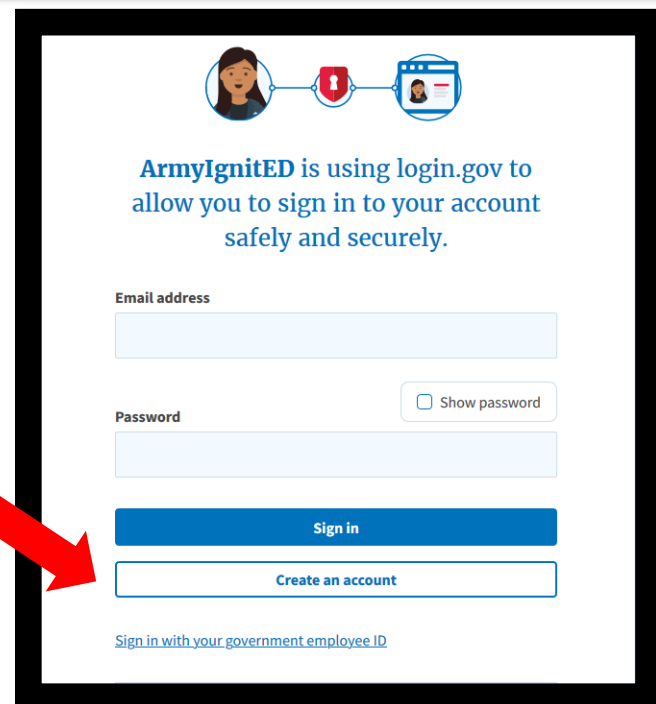 ArmyIgnitED is using login.gov to
allow you to sign in to your account
safely and securely.
Email address
Show password
Password
Sign in
Create an account
Sign in with your government employee ID